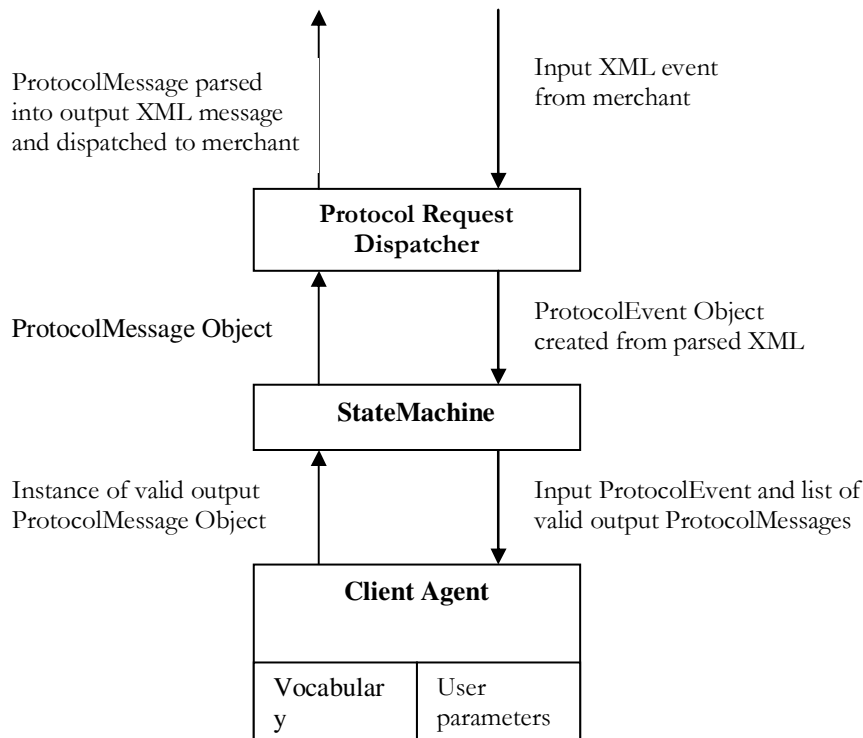 ProtocolMessage parsed
into output XML message
and dispatched to merchant
Input XML event
from merchant
Protocol Request
Dispatcher
ProtocolMessage Object
ProtocolEvent Object
created from parsed XML
StateMachine
Instance of valid output
ProtocolMessage Object
Input ProtocolEvent and list of
valid output ProtocolMessages
Client Agent
Vocabular
y
User
parameters